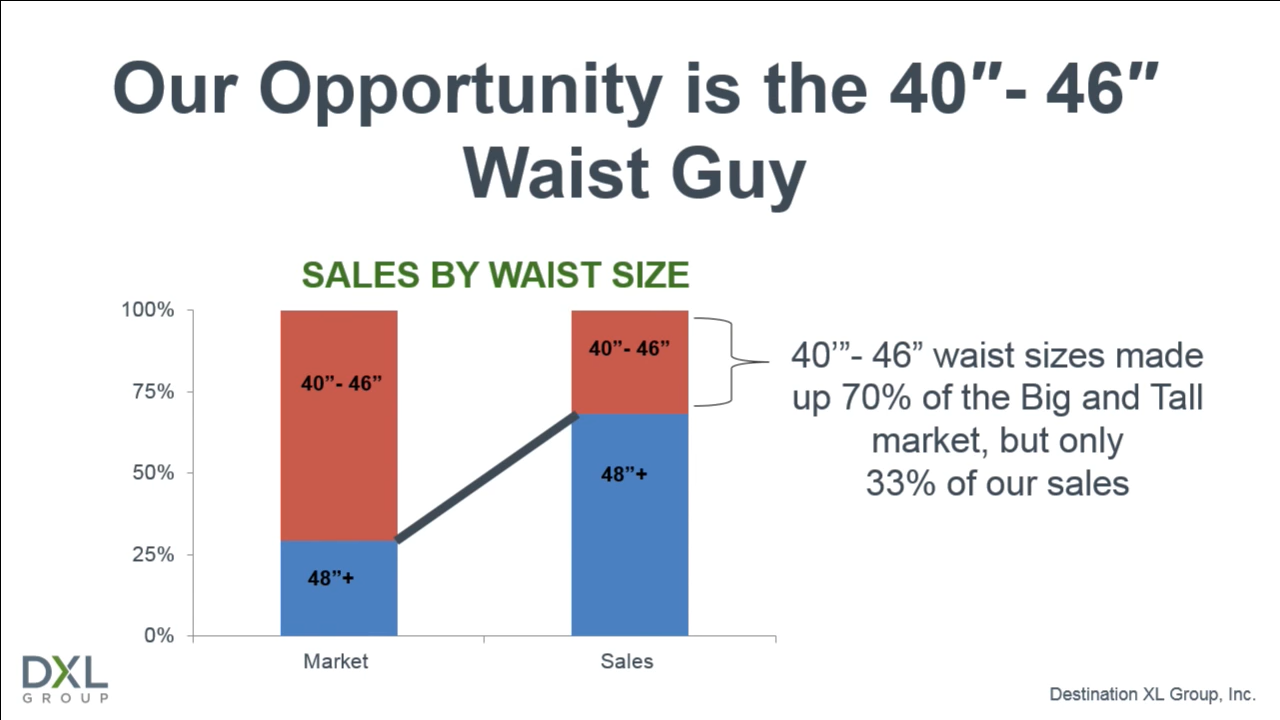 Our Opportunity is the 40″- 46″
Waist Guy
SALES BY WAIST SIZE
100%
75%
50%
25%
0%
40”- 46”
48”+
40”- 46”
48”+
Market
Sales
40’”- 46” waist sizes made
up 70% of the Big and Tall
market, but only
33% of our sales
DXL
GROUP
Destination XL Group, Inc.